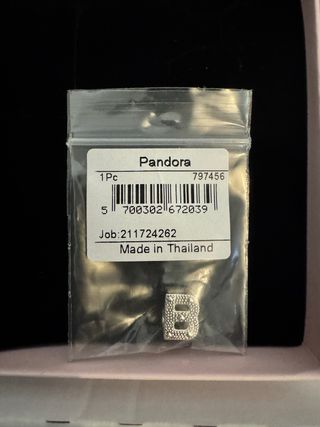 Pandora
1Pc 797456
5 700302 672039
Job:211724262
Made in Thailand
B